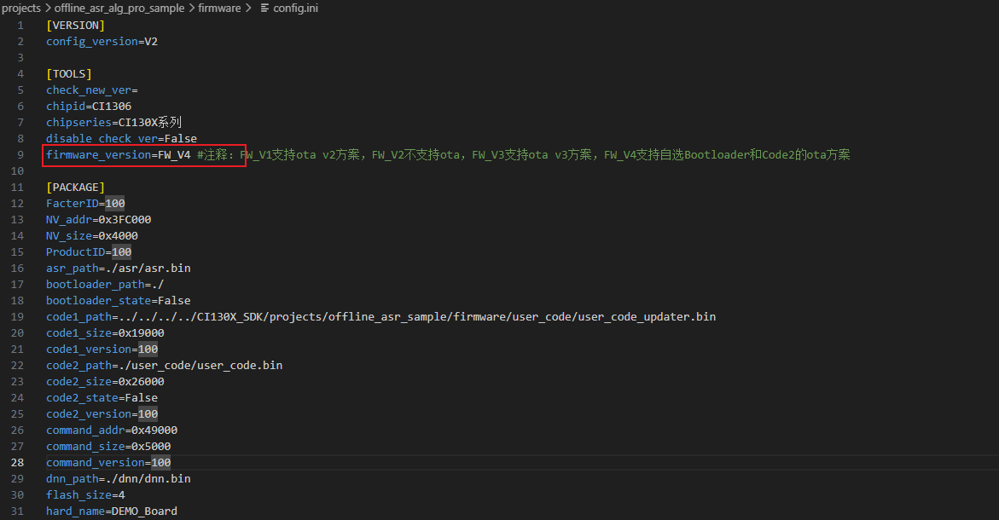 projects > offline_asr_alg_pro_sample > firmware > config.ini
1 [VERSION]
2 config_version=V2
3
4 [TOOLS]
5 check_new_ver=
6 chipid=CI1306
7 chipseries=CI130X系列
8 disable_check_ver=False
9 firmware_version=FW_V4 #注释：FW_V1支持ota v2方案，FW_V2不支持ota，FW_V3支持ota v3方案，FW_V4支持自选Bootloader和Code2的ota方案
10
11 [PACKAGE]
12 FacterID=100
13 NV_addr=0x3FC000
14 NV_size=0x4000
15 ProductID=100
16 asr_path=./asr/asr.bin
17 bootloader_path=./
18 bootloader_state=False
19 code1_path=../../../../CI130X_SDK/projects/offline_asr_sample/firmware/user_code/user_code_updater.bin
20 code1_size=0x19000
21 code1_version=100
22 code2_path=./user_code/user_code.bin
23 code2_size=0x26000
24 code2_state=False
25 code2_version=100
26 command_addr=0x49000
27 command_size=0x5000
28 command_version=100
29 dnn_path=./dnn/dnn.bin
30 flash_size=4
31 hard_name=DEMO_Board